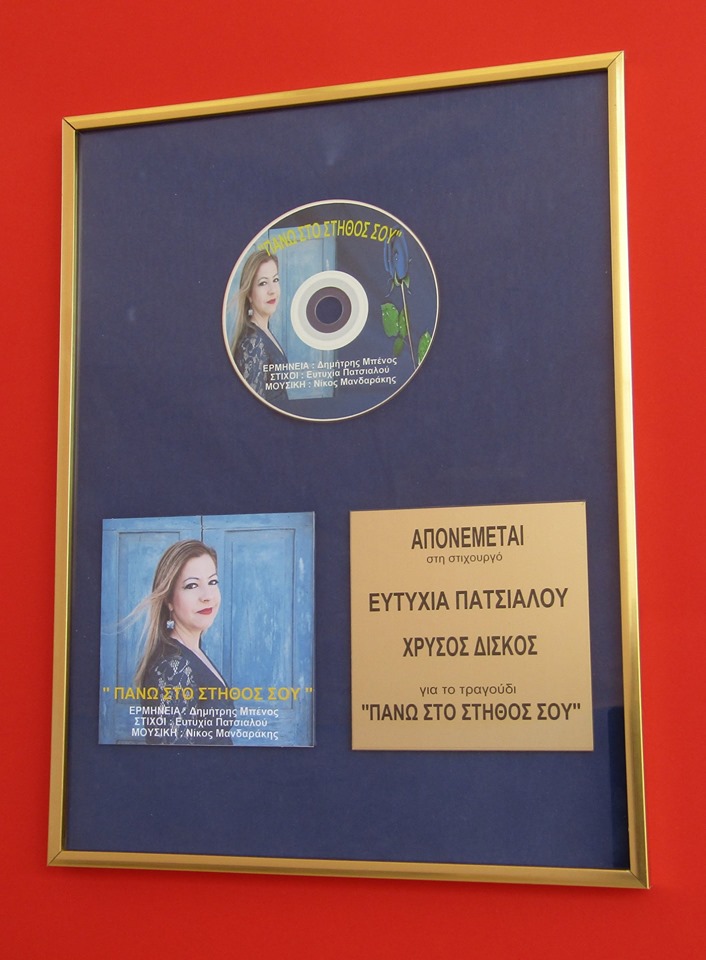 "ΠΑΝΩ ΣΤΟ ΣΤΗΘΟΣ ΣΟΥ"
ΕΡΜΗΝΕΙΑ : Δημήτρης Μπένος
ΣΤΙΧΟΙ : Ευτυχία Πατσιαλού
ΜΟΥΣΙΚΗ : Νίκος Μανδαράκης
" ΠΑΝΩ ΣΤΟ ΣΤΗΘΟΣ ΣΟΥ "
ΕΡΜΗΝΕΙΑ : Δημήτρης Μπένος
ΣΤΙΧΟΙ : Ευτυχία Πατσιαλού
ΜΟΥΣΙΚΗ : Νίκος Μανδαράκης
ΑΠΟΝΕΜΕΤΑΙ
στη στιχουργό
ΕΥΤΥΧΙΑ ΠΑΤΣΙΑΛΟΥ
ΧΡΥΣΟΣ ΔΙΣΚΟΣ
για το τραγούδι
"ΠΑΝΩ ΣΤΟ ΣΤΗΘΟΣ ΣΟΥ"